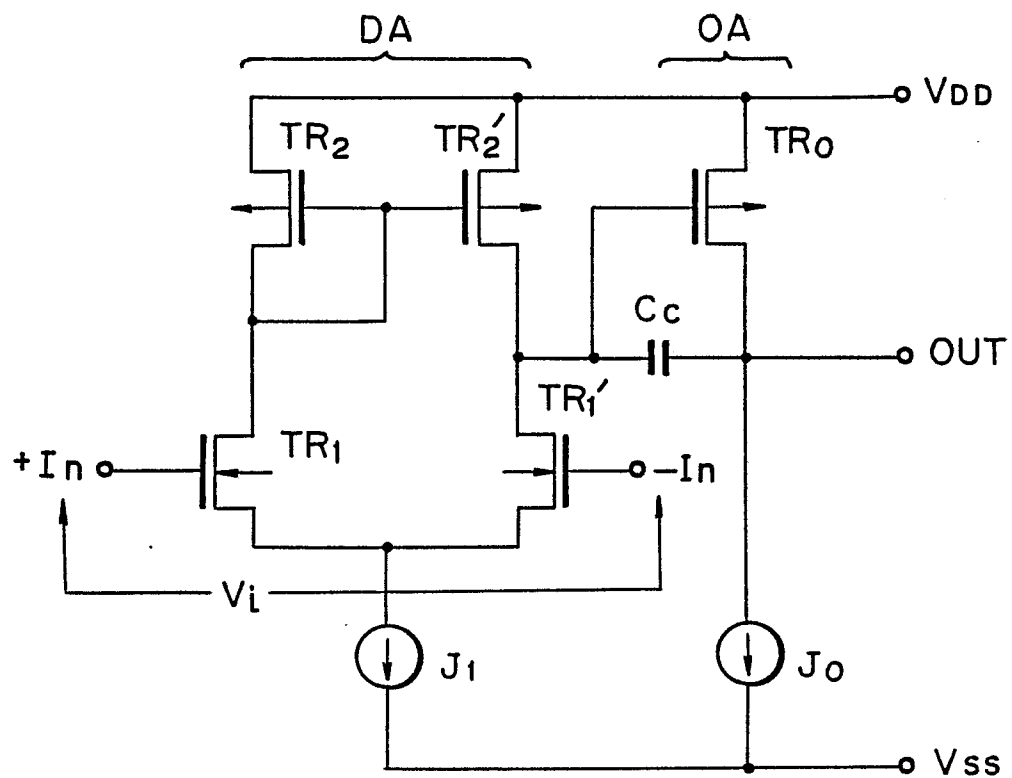 DA
OA
VDD
TR2
TR2′
TR0
Cc
OUT
TR1′
+In
TR1
−In
Vi
J1
J0
Vss